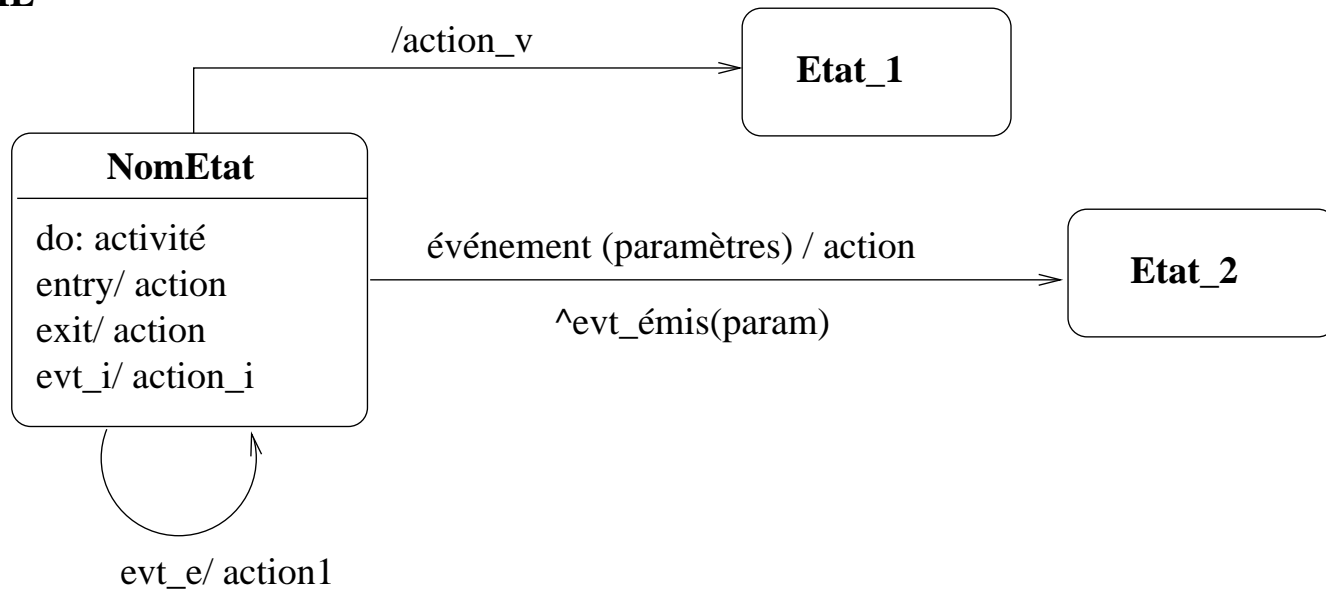 /action_v
Etat_1
NomEtat
do: activité
entry/ action
exit/ action
evt_i/ action_i
événement (paramètres) / action
^evt_émis(param)
Etat_2
evt_e/ action1